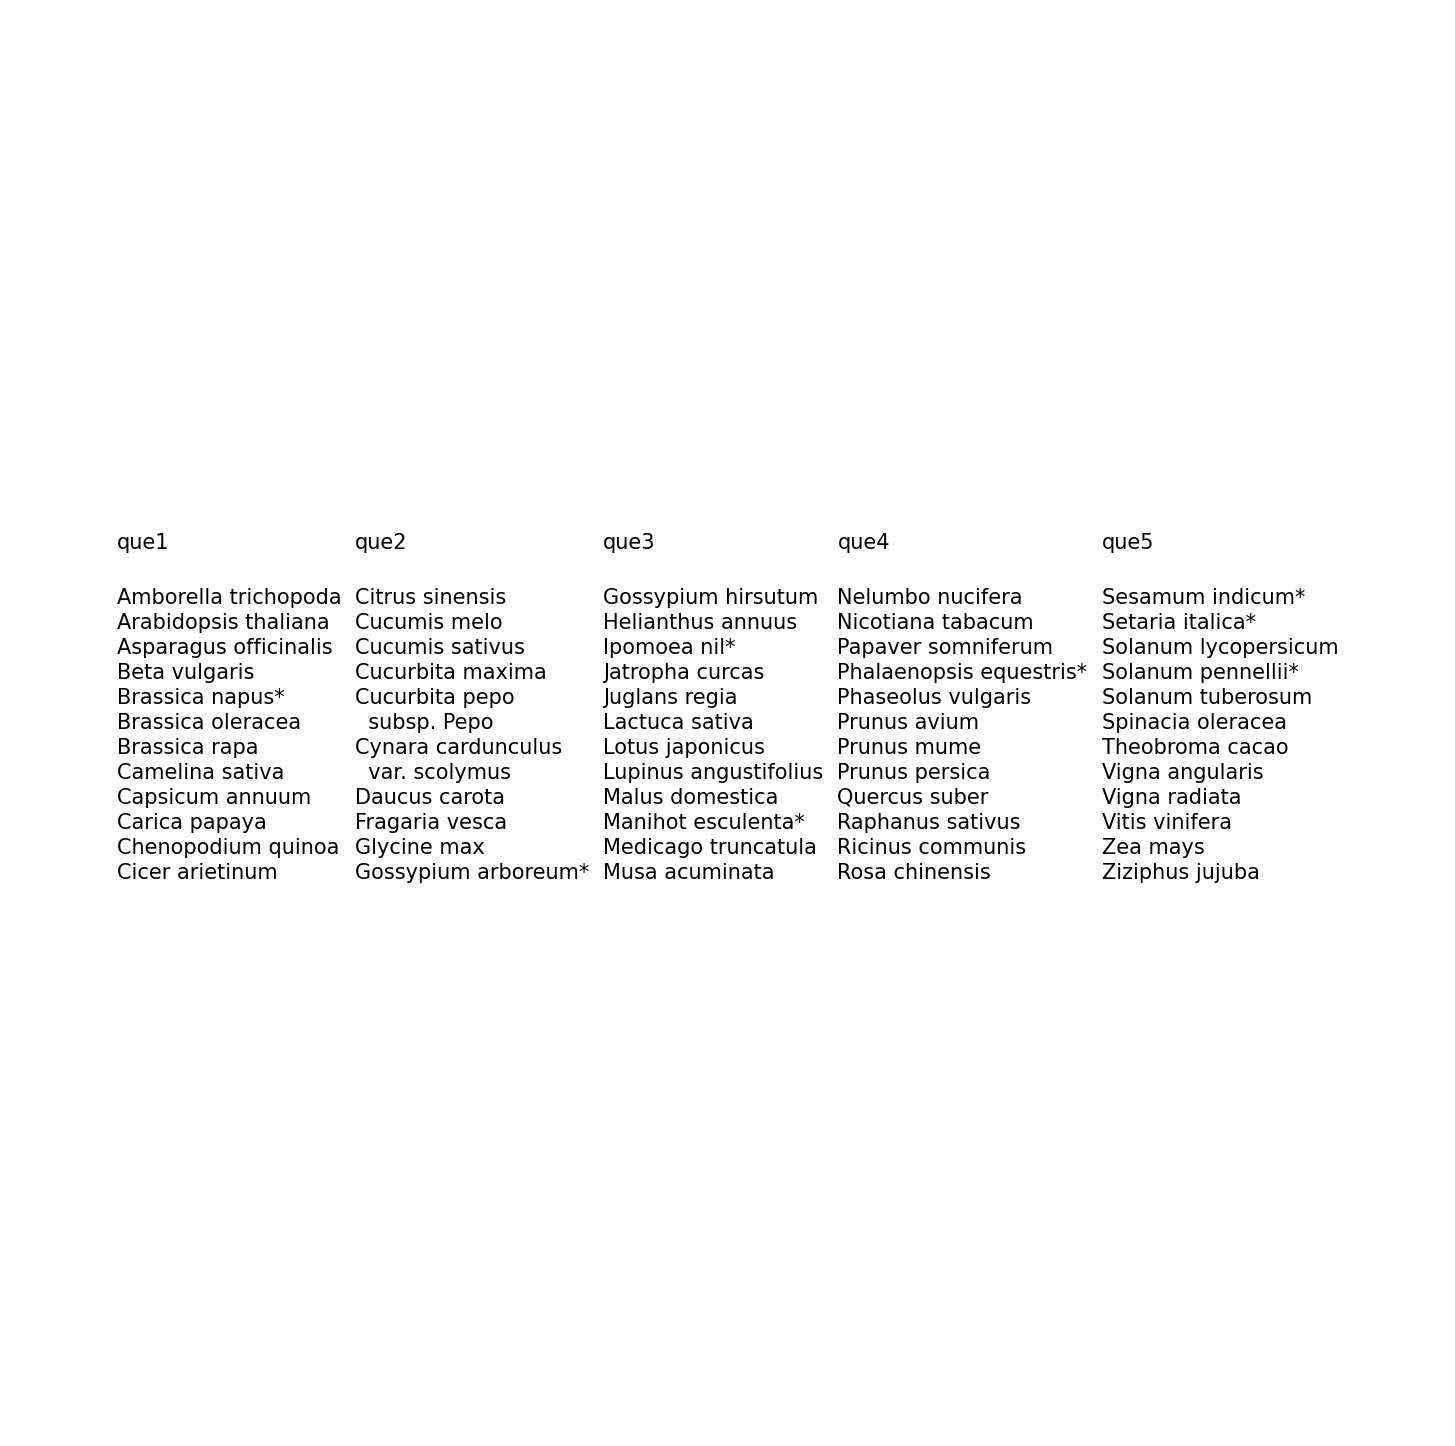 que1
Amborella trichopoda
Arabidopsis thaliana
Asparagus officinalis
Beta vulgaris
Brassica napus*
Brassica oleracea
Brassica rapa
Camelina sativa
Capsicum annuum
Carica papaya
Chenopodium quinoa
Cicer arietinum
que2
Citrus sinensis
Cucumis melo
Cucumis sativus
Cucurbita maxima
Cucurbita pepo
subsp. Pepo
Cynara cardunculus
var. scolymus
Daucus carota
Fragaria vesca
Glycine max
Gossypium arboreum*
que3
Gossypium hirsutum
Helianthus annuus
Ipomoea nil*
Jatropha curcas
Juglans regia
Lactuca sativa
Lotus japonicus
Lupinus angustifolius
Malus domestica
Manihot esculenta*
Medicago truncatula
Musa acuminata
que4
Nelumbo nucifera
Nicotiana tabacum
Papaver somniferum
Phalaenopsis equestris*
Phaseolus vulgaris
Prunus avium
Prunus mume
Prunus persica
Quercus suber
Raphanus sativus
Ricinus communis
Rosa chinensis
que5
Sesamum indicum*
Setaria italica*
Solanum lycopersicum
Solanum pennellii*
Solanum tuberosum
Spinacia oleracea
Theobroma cacao
Vigna angularis
Vigna radiata
Vitis vinifera
Zea mays
Ziziphus jujuba